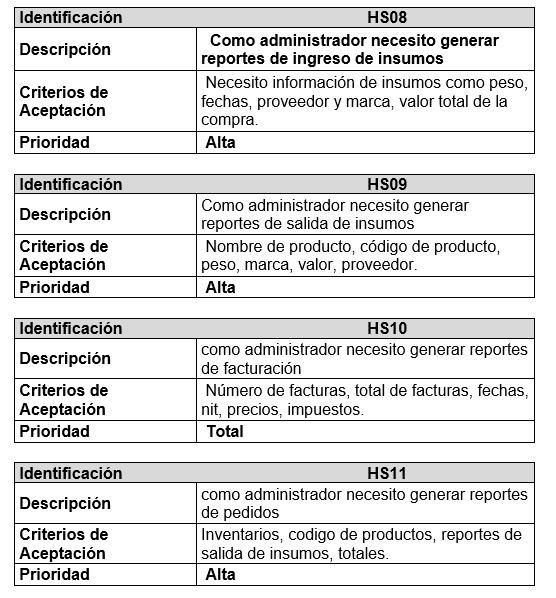 Identificación HS08
Descripción Como administrador necesito generar
reportes de ingreso de insumos
Criterios de Necesito información de insumos como peso,
Aceptación fechas, proveedor y marca, valor total de la
compra.
Prioridad Alta
Identificación HS09
Descripción Como administrador necesito generar
reportes de salida de insumos
Criterios de Nombre de producto, código de producto,
Aceptación peso, marca, valor, proveedor.
Prioridad Alta
Identificación HS10
Descripción como administrador necesito generar reportes
de facturación
Criterios de Número de facturas, total de facturas, fechas,
Aceptación nit, precios, impuestos.
Prioridad Total
Identificación HS11
Descripción como administrador necesito generar reportes
de pedidos
Criterios de Inventarios, codigo de productos, reportes de
Aceptación salida de insumos, totales.
Prioridad Alta